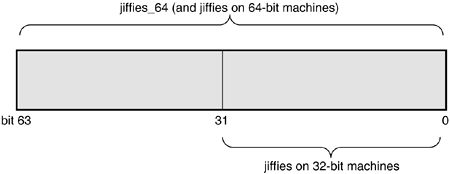 jiffies_64 (and jiffies on 64-bit machines)
bit 63 31 0
jiffies on 32-bit machines